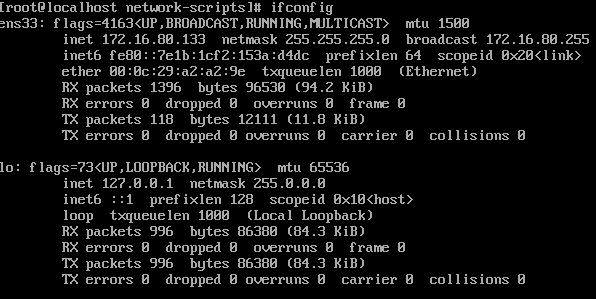 [root@localhost network-scripts]# ifconfig
ens33: flags=4163<UP,BROADCAST,RUNNING,MULTICAST>  mtu 1500
        inet 172.16.80.133  netmask 255.255.255.0  broadcast 172.16.80.255
        inet6 fe80::7e1b:1cf2:153a:d4dc  prefixlen 64  scopeid 0x20<link>
        ether 00:0c:29:a2:a2:9e  txqueuelen 1000  (Ethernet)
        RX packets 1396  bytes 96530 (94.2 KiB)
        RX errors 0  dropped 0  overruns 0  frame 0
        TX packets 118  bytes 12111 (11.8 KiB)
        TX errors 0  dropped 0 overruns 0  carrier 0  collisions 0
lo: flags=73<UP,LOOPBACK,RUNNING>  mtu 65536
        inet 127.0.0.1  netmask 255.0.0.0
        inet6 ::1  prefixlen 128  scopeid 0x10<host>
        loop  txqueuelen 1000  (Local Loopback)
        RX packets 996  bytes 86380 (84.3 KiB)
        RX errors 0  dropped 0  overruns 0  frame 0
        TX packets 996  bytes 86380 (84.3 KiB)
        TX errors 0  dropped 0 overruns 0  carrier 0  collisions 0